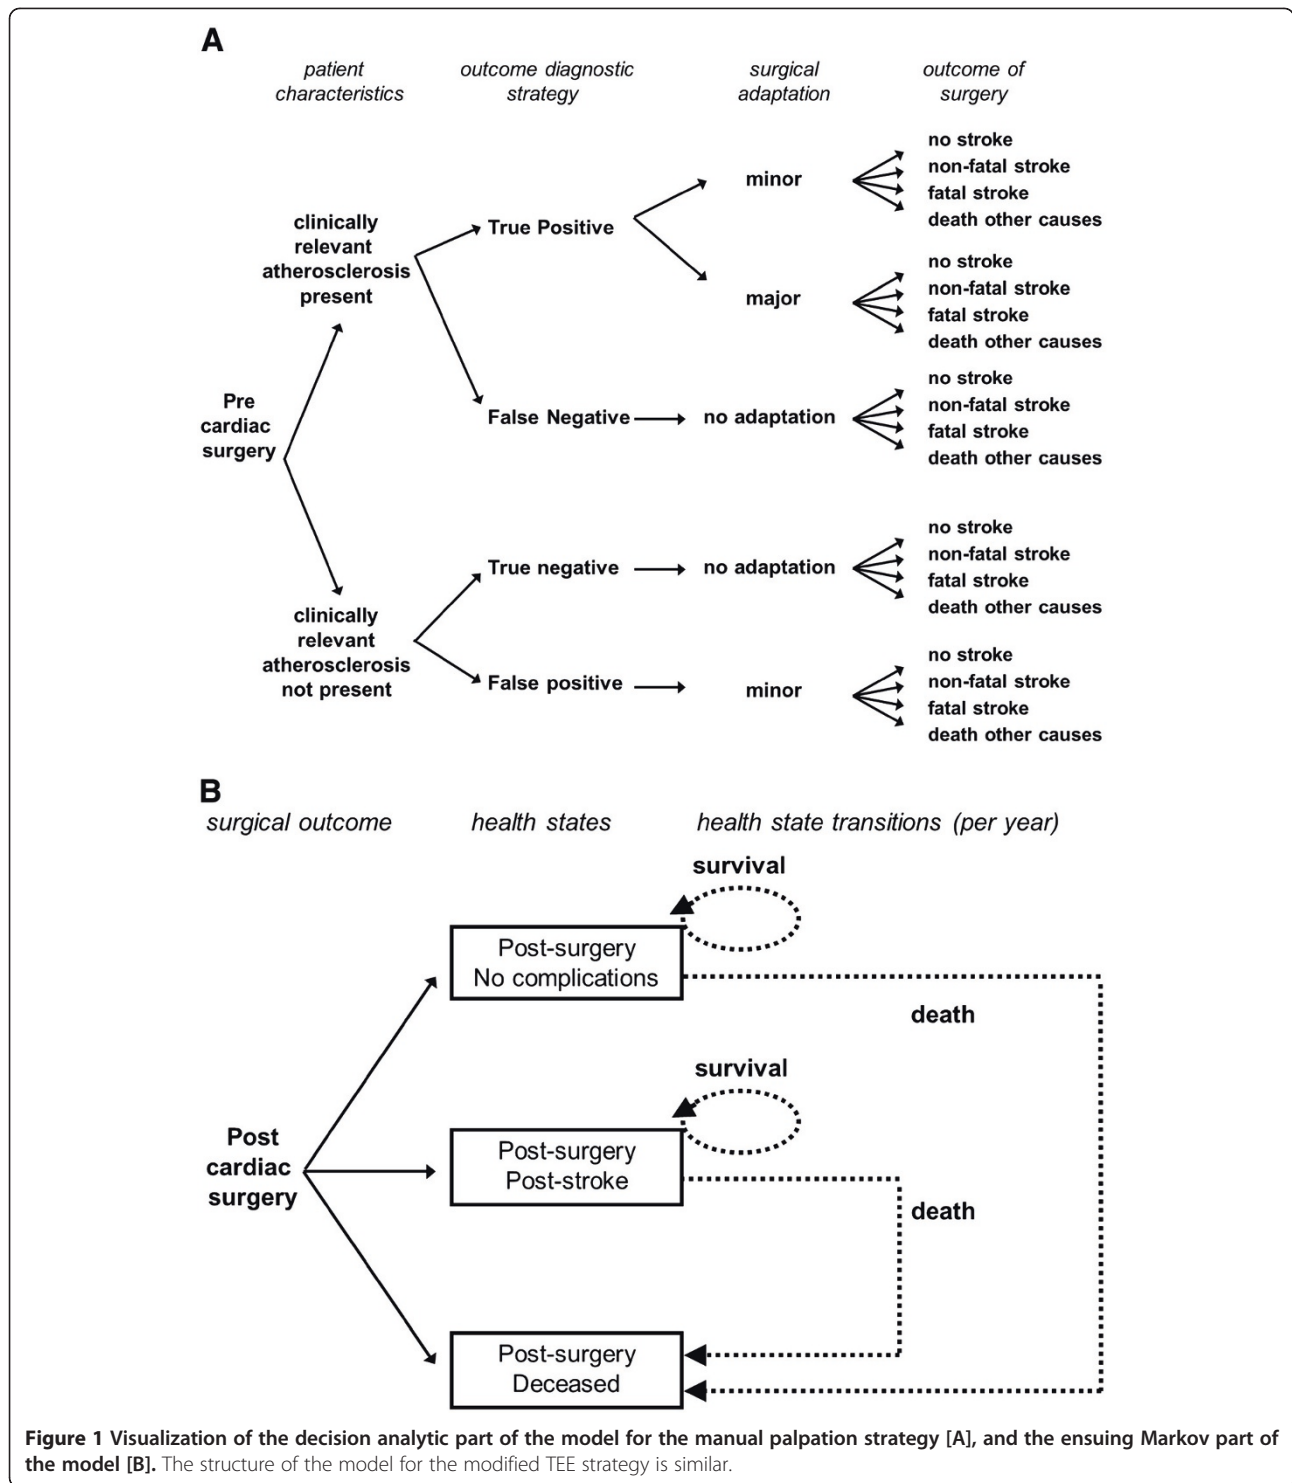 A
patient
characteristics
outcome diagnostic
strategy
surgical
adaptation
outcome of
surgery
Pre
cardiac
surgery
clinically
relevant
atherosclerosis
present
True Positive
minor
no stroke
non-fatal stroke
fatal stroke
death other causes
major
no stroke
non-fatal stroke
fatal stroke
death other causes
False Negative
no adaptation
no stroke
non-fatal stroke
fatal stroke
death other causes
clinically
relevant
atherosclerosis
not present
True negative
no adaptation
no stroke
non-fatal stroke
fatal stroke
death other causes
False positive
minor
no stroke
non-fatal stroke
fatal stroke
death other causes
B
surgical outcome
health states
health state transitions (per year)
survival
Post-surgery
No complications
death
survival
Post
cardiac
surgery
Post-surgery
Post-stroke
death
Post-surgery
Deceased
Figure 1 Visualization of the decision analytic part of the model for the manual palpation strategy [A], and the ensuing Markov part of
the model [B]. The structure of the model for the modified TEE strategy is similar.